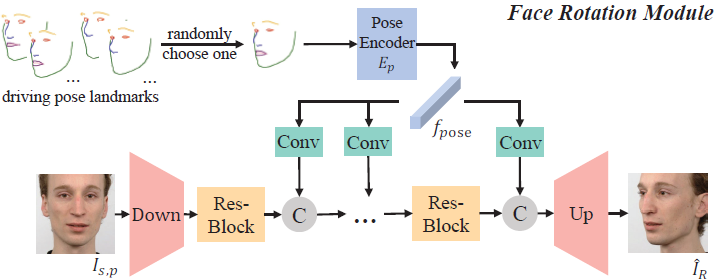 Face Rotation Module
randomly
choose one
Pose
Encoder
E_p
...
...
driving pose landmarks
f_pose
Conv
Conv
Conv
Down
Res-
Block
C
...
Res-
Block
C
Up
I_{s,p}
Î_R